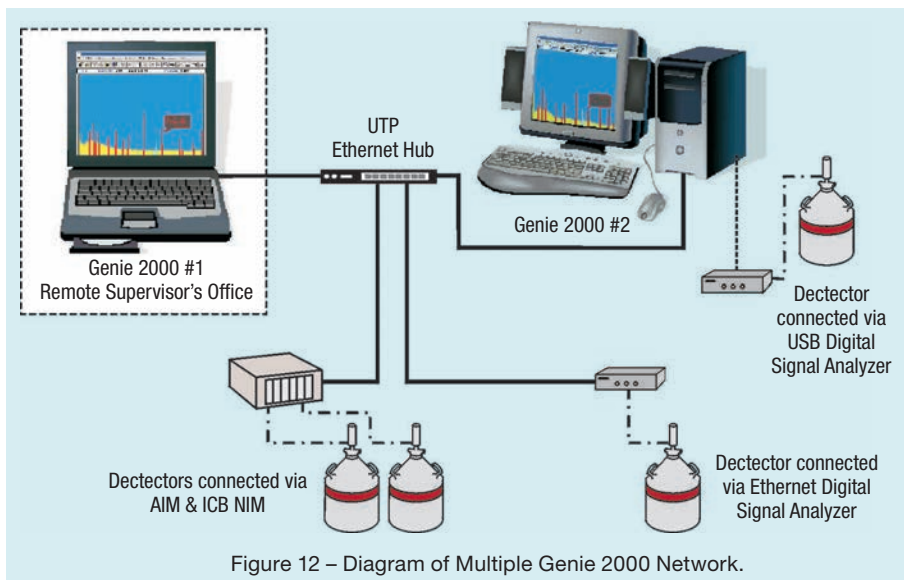 UTP
Ethernet Hub
Genie 2000 #2
Genie 2000 #1
Remote Supervisor's Office
Dectector
connected via
USB Digital
Signal Analyzer
Dectectors connected via
AIM & ICB NIM
Dectector connected
via Ethernet Digital
Signal Analyzer
Figure 12 – Diagram of Multiple Genie 2000 Network.